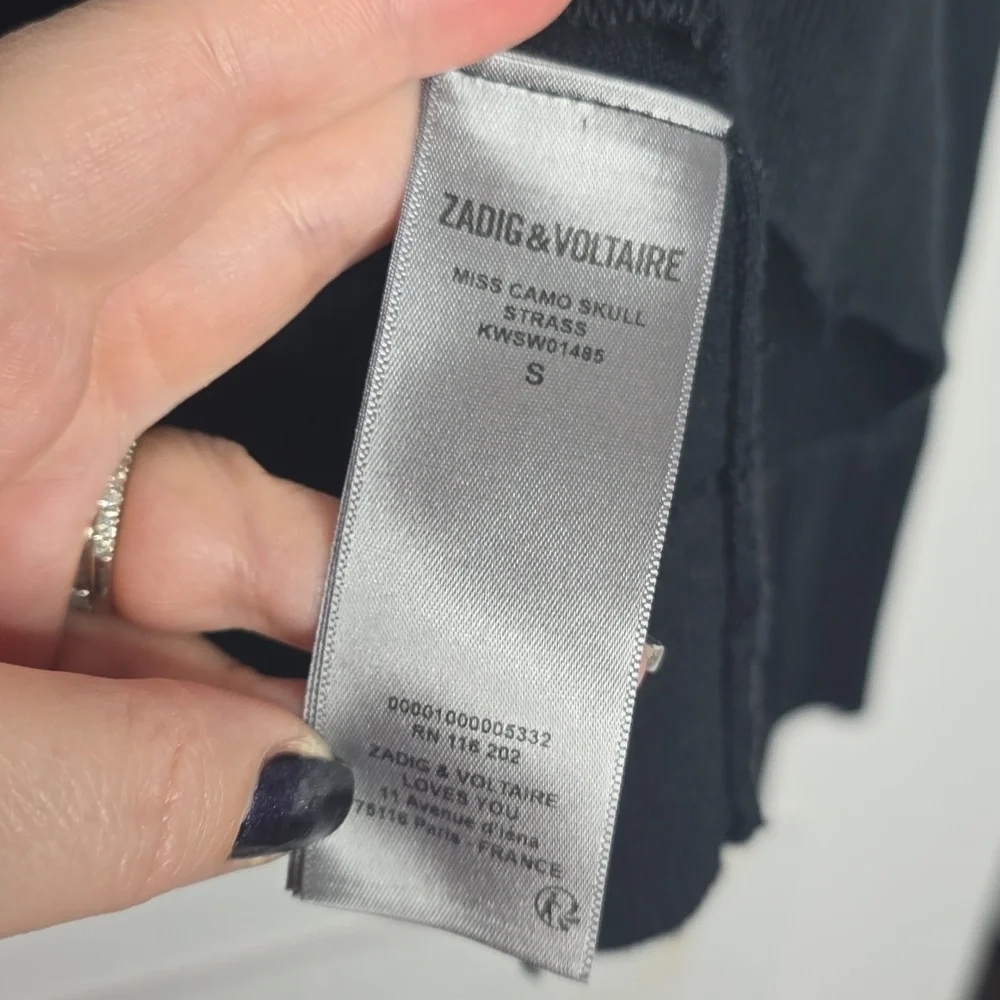 ZADIG&VOLTAIRE
MISS CAMO SKULL
STRASS
KWSW01485
S
00001000005332
RN 116 202
ZADIG & VOLTAIRE
LOVES YOU
11 Avenue d'Iena
75116 Paris - FRANCE